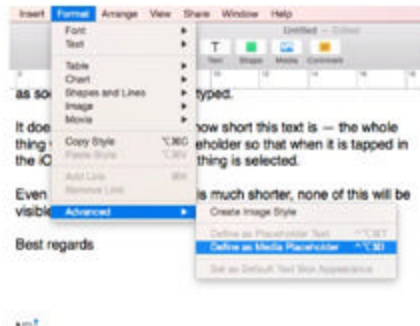 Insert Format Arrange View Share Window Help
Untitled — Edited
Font
Text
Table
Chart
Shapes and Lines
Image
Movie
Copy Style ⌥⌘C
Paste Style ⌥⌘V
Add Link ⌘K
Remove Link
Advanced
Text Shape Media Comment
Create Image Style
Define as Placeholder Text ^⌥⌘T
Define as Media Placeholder ^⌥⌘I
Set as Default Text Box Appearance
as so typed.
It doe now short this text is — the whole
thing eholder so that when it is tapped in
the iO thing is selected.
Even is much shorter, none of this will be
visible
Best regards